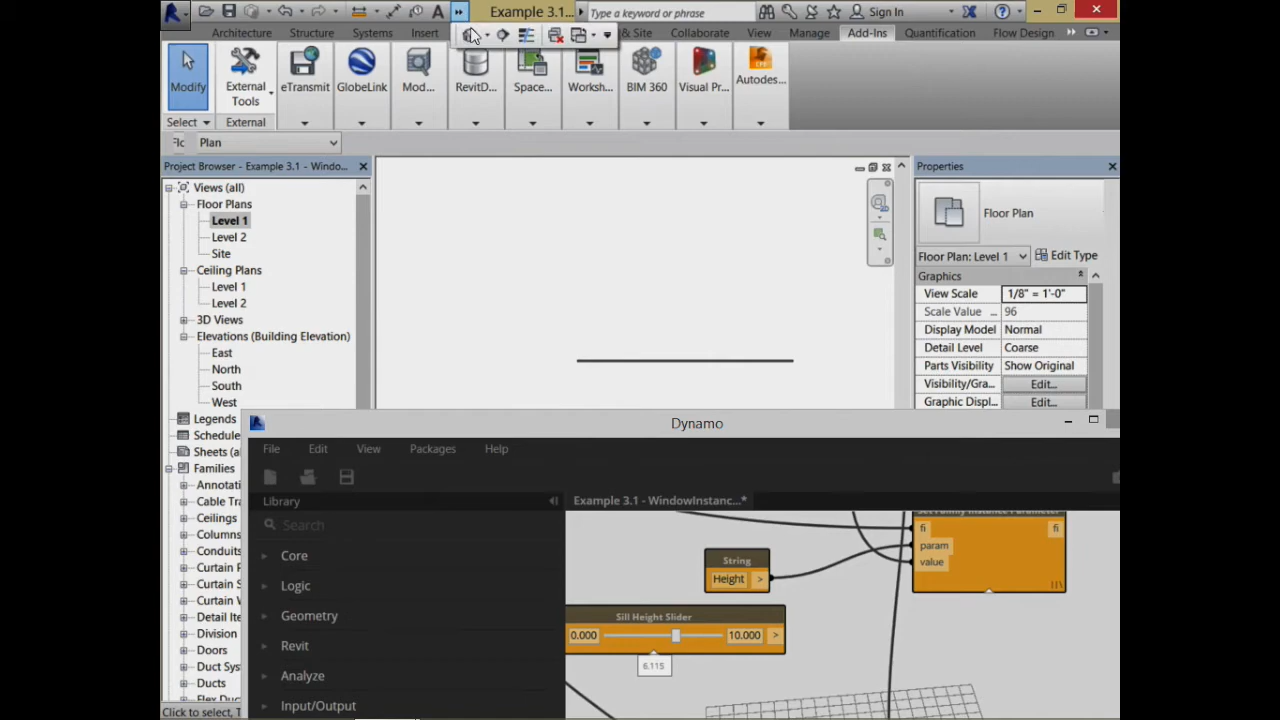 Example 3.1...
Type a keyword or phrase
Sign In
Architecture
Structure
Systems
Insert
& Site
Collaborate
View
Manage
Add-Ins
Quantification
Flow Design
Modify
External
Tools
eTransmit
GlobeLink
Mod...
RevitD...
Space...
Worksh...
BIM 360
Visual Pr...
Autodes...
Select
External
Plan
Project Browser - Example 3.1 - Windo...
Views (all)
Floor Plans
Level 1
Level 2
Site
Ceiling Plans
Level 1
Level 2
3D Views
Elevations (Building Elevation)
East
North
South
West
Legends
Schedule
Sheets (a
Families
Annotati
Cable Tr
Ceilings
Column
Conduits
Curtain P
Curtain S
Curtain W
Detail Ite
Division
Doors
Duct Sy
Ducts
Click to select, T
Properties
Floor Plan
Floor Plan: Level 1
Edit Type
Graphics
View Scale
1/8" = 1'-0"
Scale Value ...
96
Display Model
Normal
Detail Level
Coarse
Parts Visibility
Show Original
Visibility/Gra...
Edit...
Graphic Displ...
Edit...
Dynamo
File
Edit
View
Packages
Help
Library
Example 3.1 - WindowInstanc...*
Search
Core
Logic
Geometry
Revit
Analyze
Input/Output
fi
fi
param
value
String
Height
>
Sill Height Slider
0.000
10.000
>
6.115